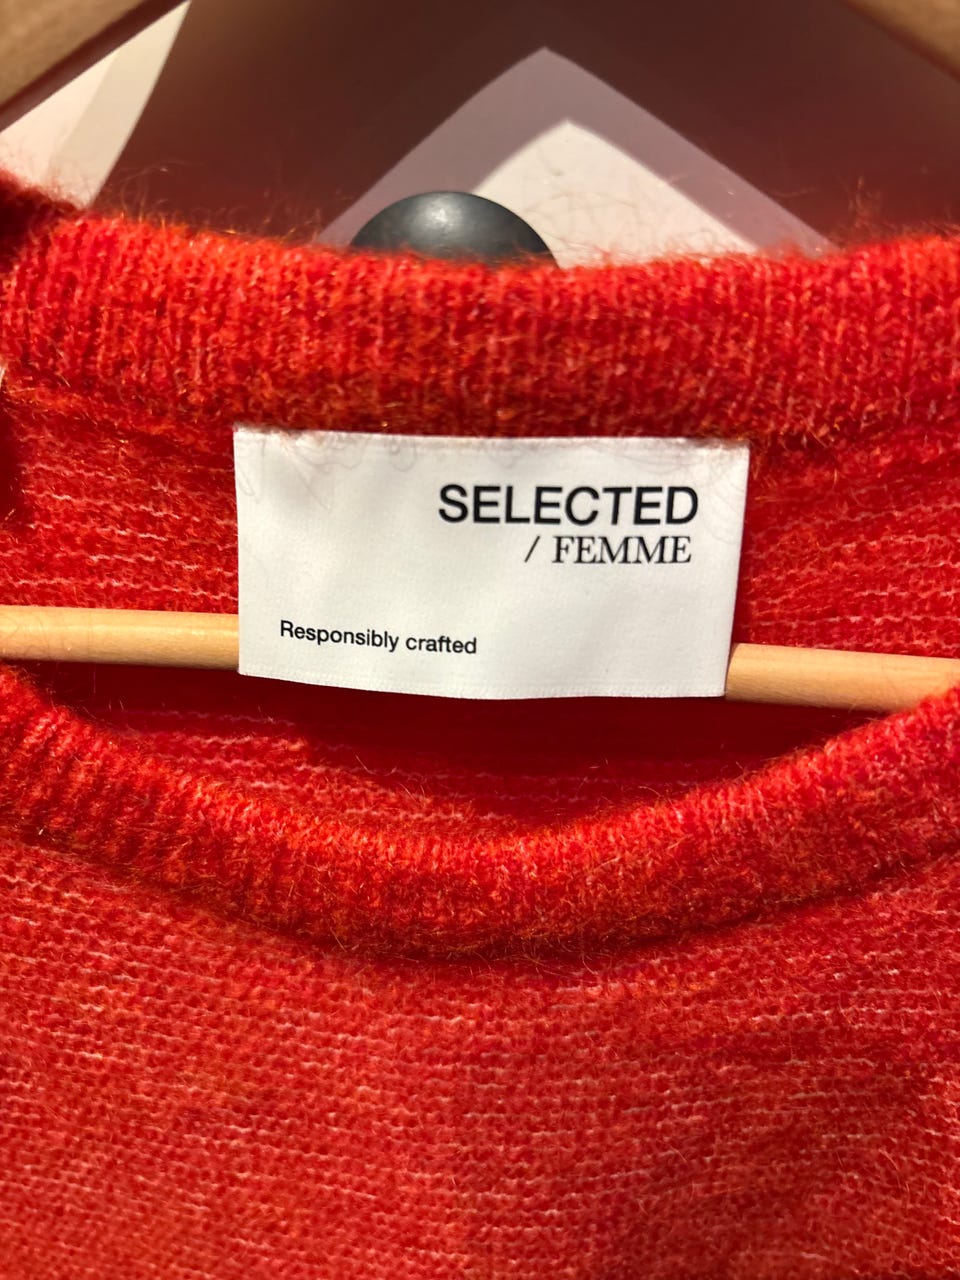 SELECTED
/ FEMME
Responsibly crafted